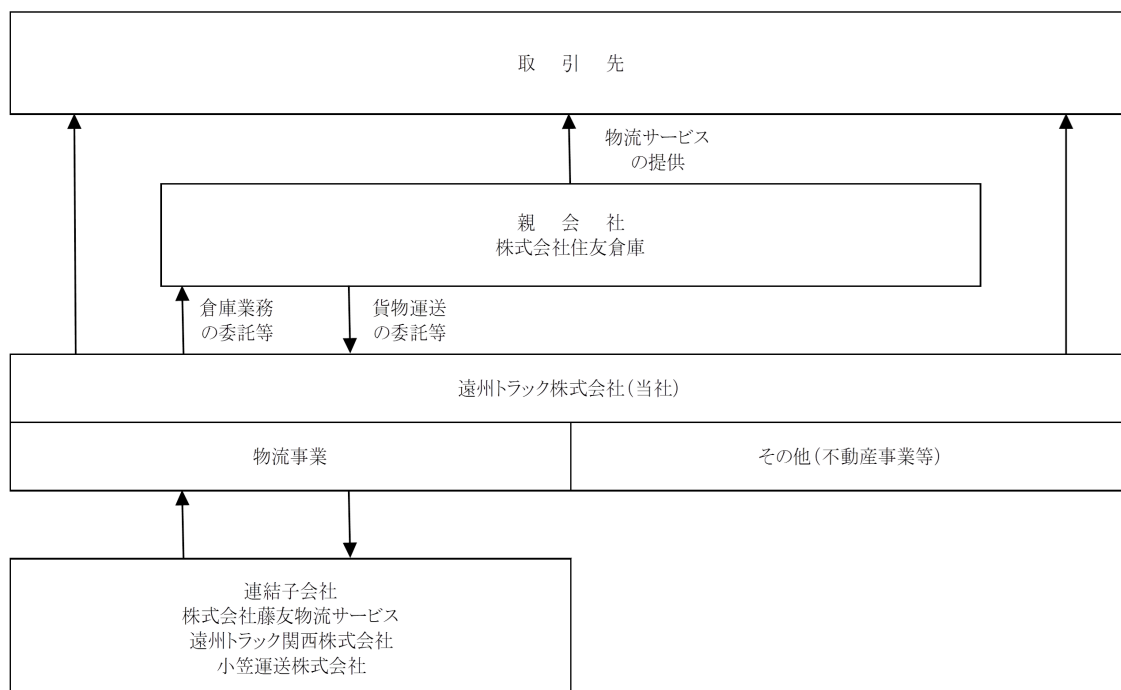 取 引 先
物流サービス
の提供
親 会 社
株式会社住友倉庫
倉庫業務
の委託等
貨物運送
の委託等
遠州トラック株式会社(当社)
物流事業
その他(不動産事業等)
連結子会社
株式会社藤友物流サービス
遠州トラック関西株式会社
小笠運送株式会社